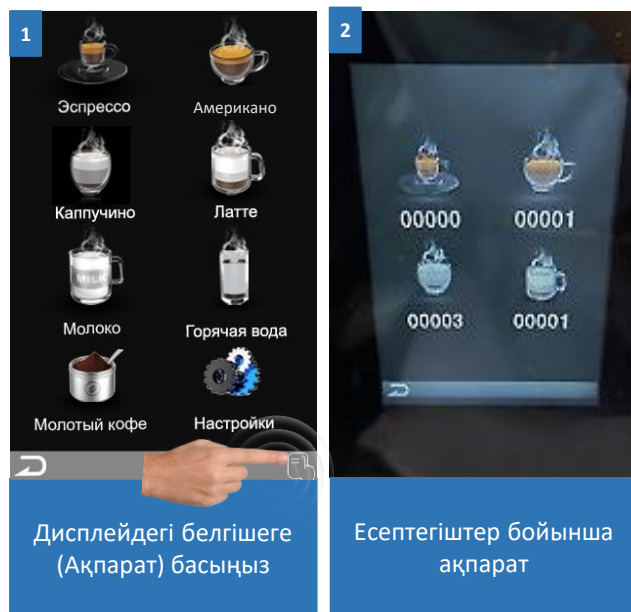 1
Эспрессо
Американо
Каппучино
Латте
MILK
Молоко
Горячая вода
Молотый кофе
Настройки
Дисплейдегі белгішеге
(Ақпарат) басыңыз
2
00000
00001
00003
00001
Есептегіштер бойынша
ақпарат